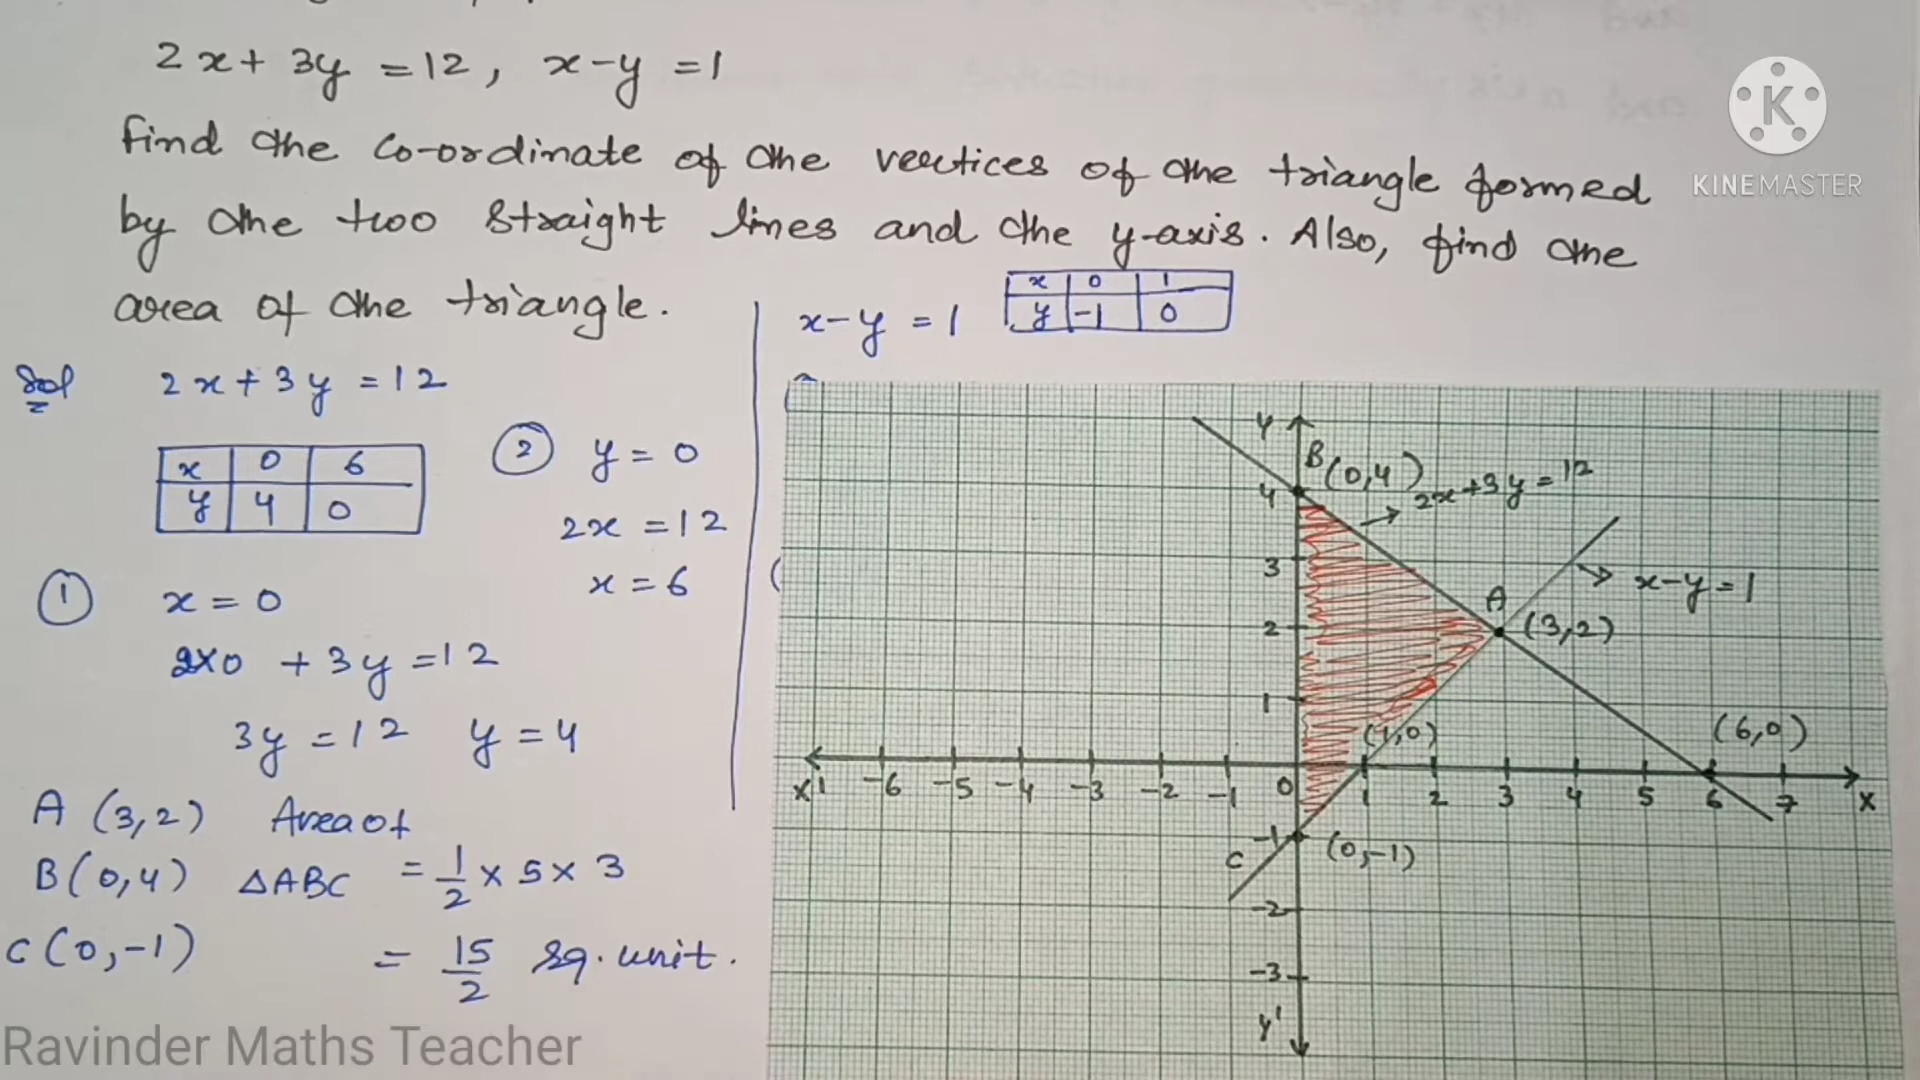 2x + 3y = 12, x-y = 1
find the co-ordinate of the vertices of the triangle formed
by the two straight lines and the y-axis. Also, find the
area of the triangle.
KINEMASTER
Sol 2x + 3y = 12
x 0 6
y 4 0
① x = 0
2x0 + 3y = 12
3y = 12 y = 4
② y = 0
2x = 12
x = 6
A (3,2) Area of
B(0,4) △ABC = 1/2 x 5 x 3
C(0,-1) = 15/2 sq. unit.
x-y = 1
x 0 1
y -1 0
Y
B(0,4)
2x+3y=12
4
3
x-y=1
A
2
(3,2)
1
(1,0)
(6,0)
X' -6 -5 -4 -3 -2 -1 0 1 2 3 4 5 6 7 X
-1
C
(0,-1)
-2
-3
Y'
Ravinder Maths Teacher